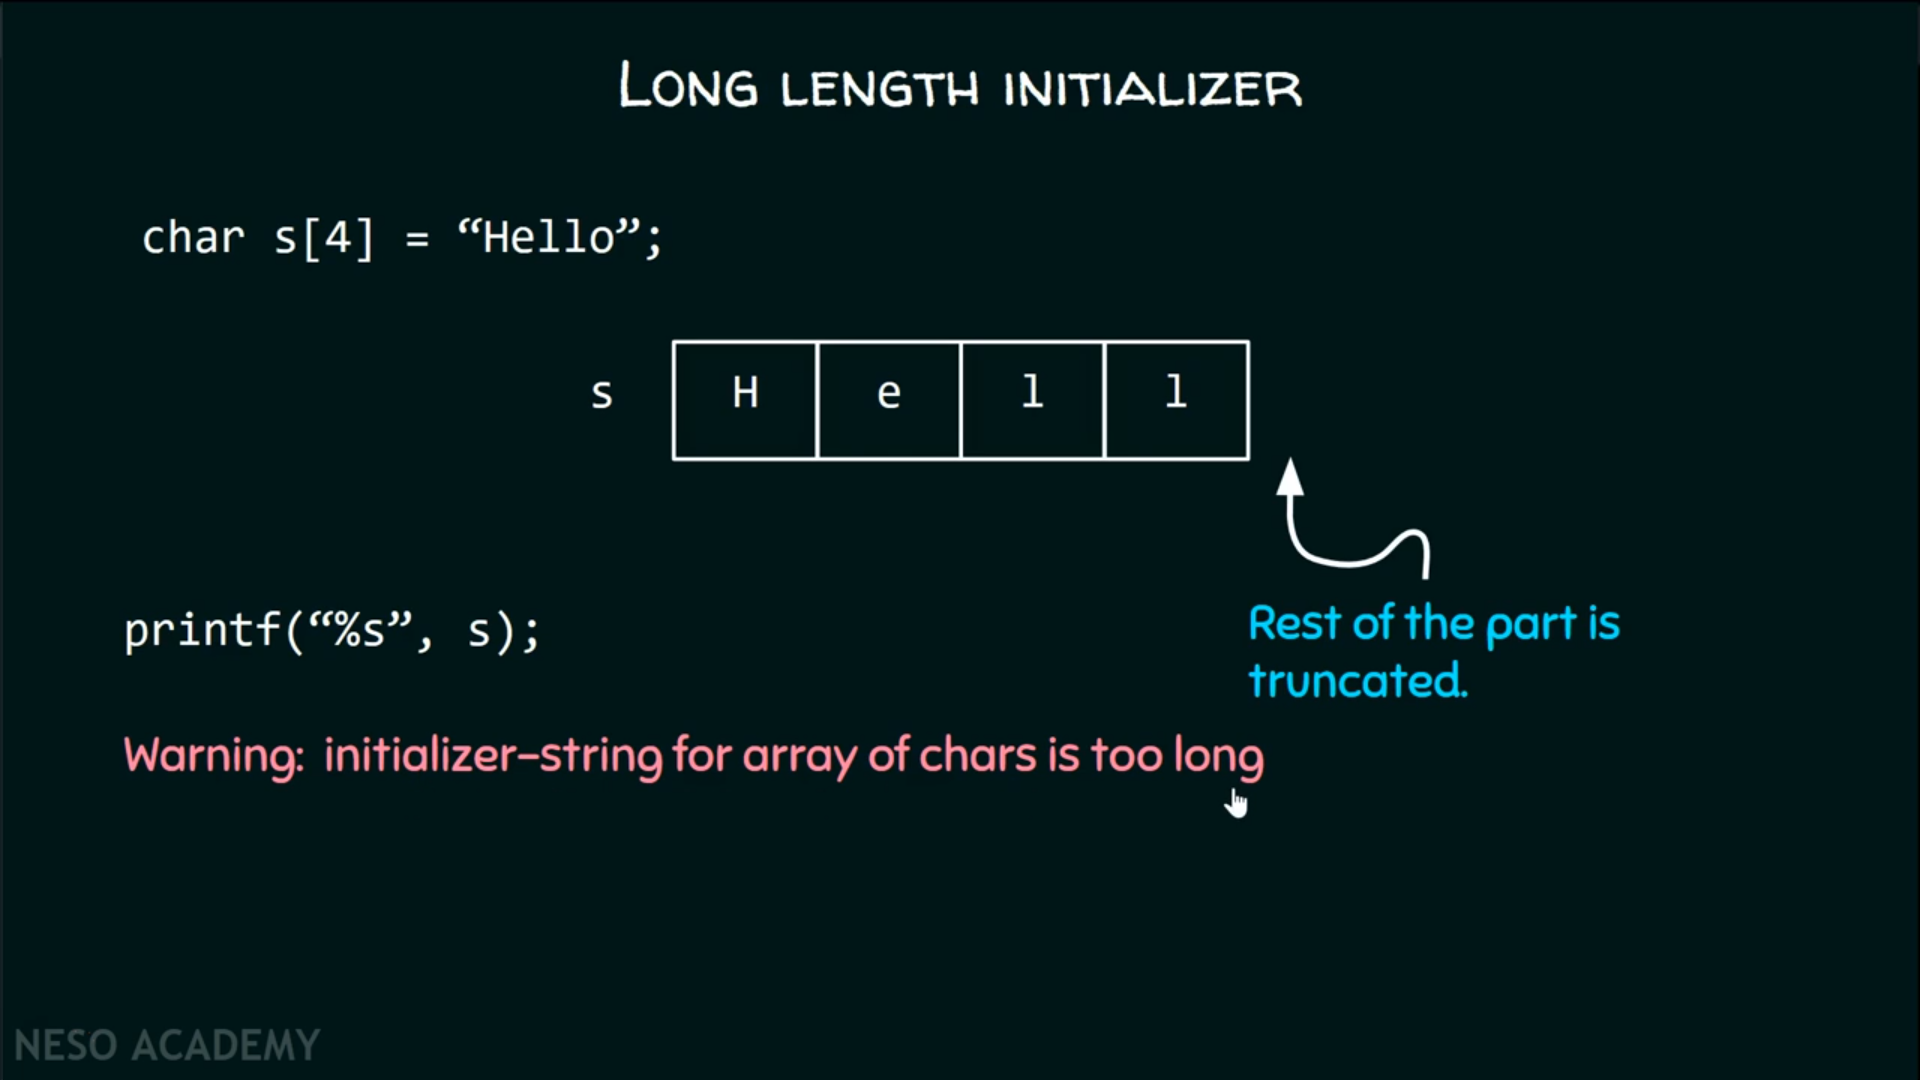 LONG LENGTH INITIALIZER
char s[4] = “Hello”;
s H e l l
printf(“%s”, s);
Rest of the part is
truncated.
Warning: initializer-string for array of chars is too long
NESO ACADEMY